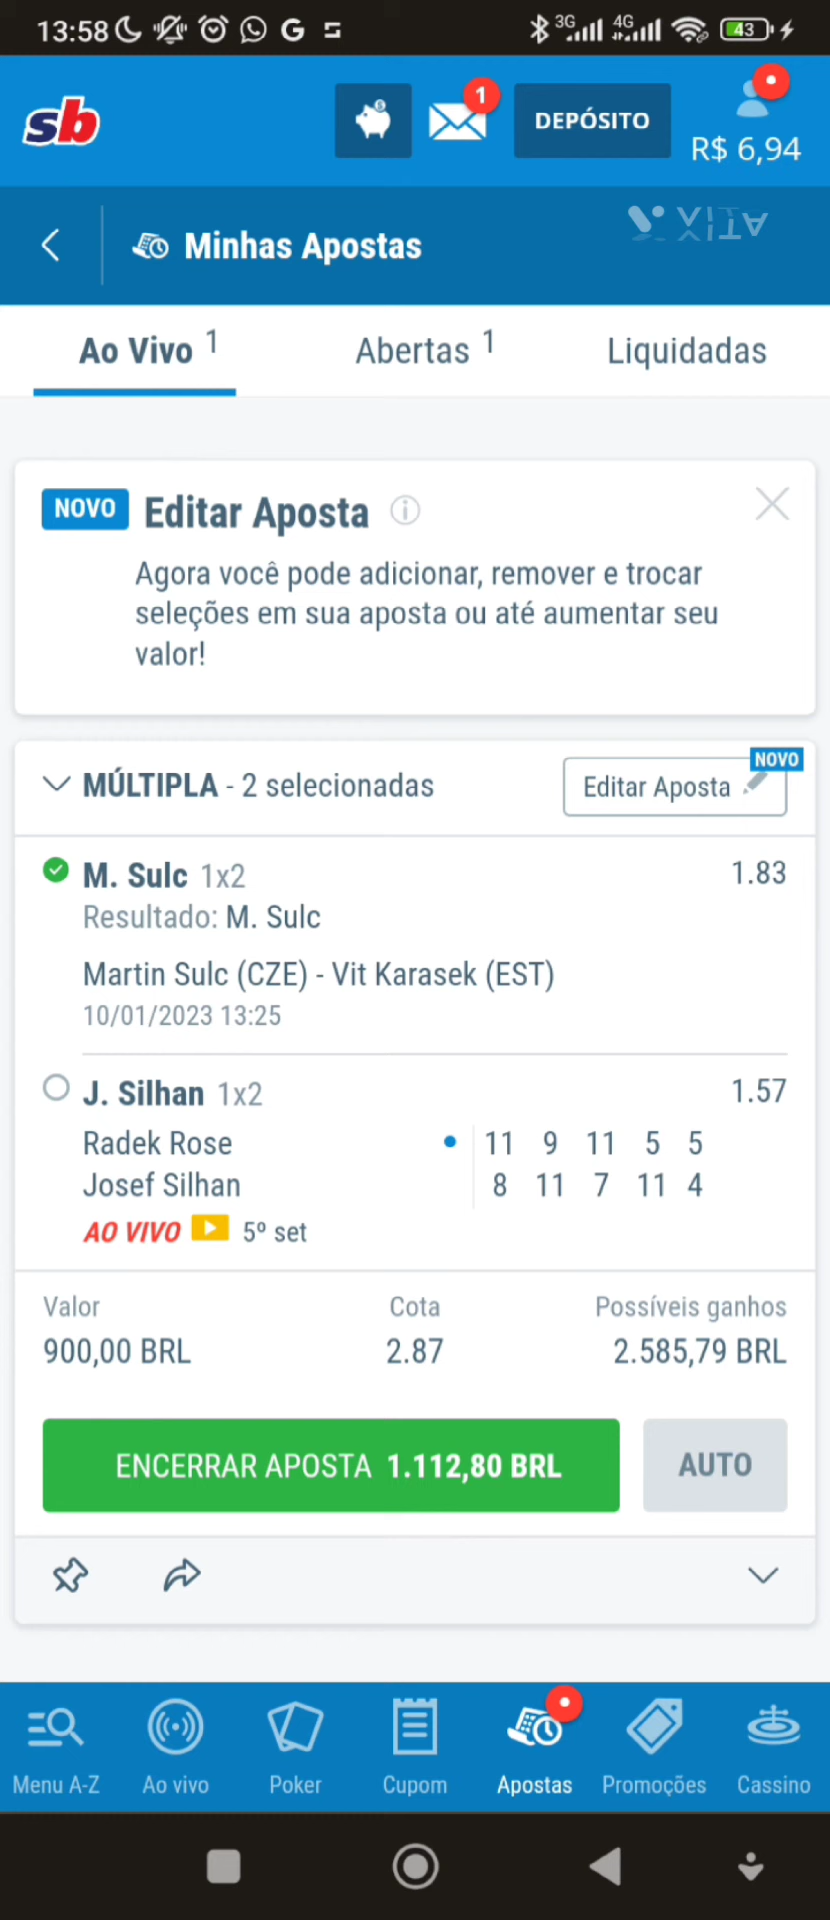 13:58 G 3G 4G 43
sb 1 DEPÓSITO R$ 6,94
Minhas Apostas
Ao Vivo 1 Abertas 1 Liquidadas
NOVO Editar Aposta
Agora você pode adicionar, remover e trocar
seleções em sua aposta ou até aumentar seu
valor!
NOVO
MÚLTIPLA - 2 selecionadas Editar Aposta
M. Sulc 1x2 1.83
Resultado: M. Sulc
Martin Sulc (CZE) - Vit Karasek (EST)
10/01/2023 13:25
J. Silhan 1x2 1.57
Radek Rose 11 9 11 5 5
Josef Silhan 8 11 7 11 4
AO VIVO 5º set
Valor Cota Possíveis ganhos
900,00 BRL 2.87 2.585,79 BRL
ENCERRAR APOSTA 1.112,80 BRL AUTO
Menu A-Z Ao vivo Poker Cupom Apostas Promoções Cassino